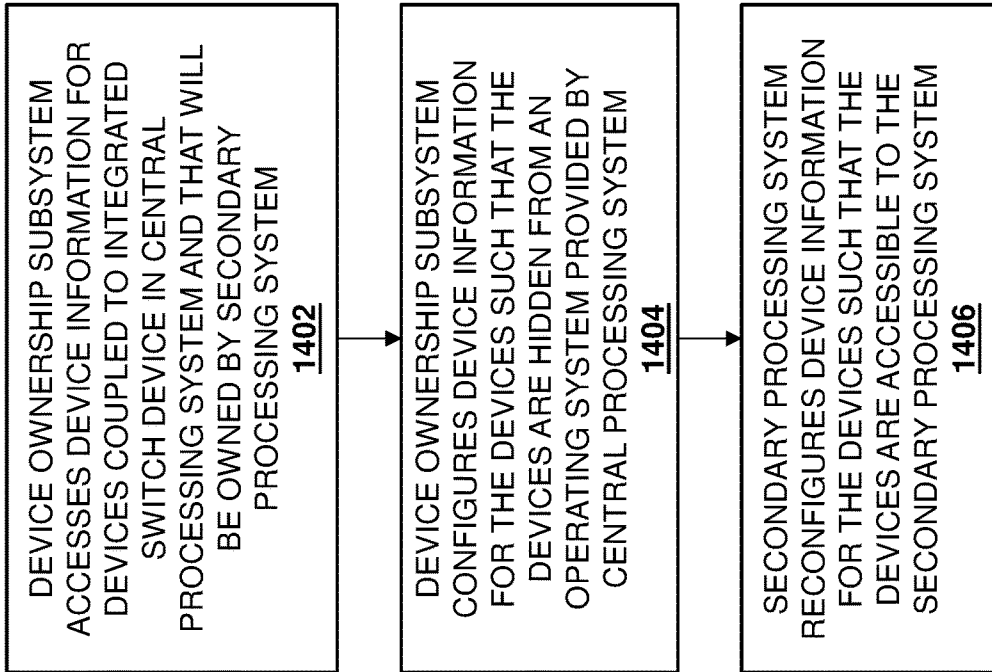 DEVICE OWNERSHIP SUBSYSTEM
ACCESSES DEVICE INFORMATION FOR
DEVICES COUPLED TO INTEGRATED
SWITCH DEVICE IN CENTRAL
PROCESSING SYSTEM AND THAT WILL
BE OWNED BY SECONDARY
PROCESSING SYSTEM
1402
DEVICE OWNERSHIP SUBSYSTEM
CONFIGURES DEVICE INFORMATION
FOR THE DEVICES SUCH THAT THE
DEVICES ARE HIDDEN FROM AN
OPERATING SYSTEM PROVIDED BY
CENTRAL PROCESSING SYSTEM
1404
SECONDARY PROCESSING SYSTEM
RECONFIGURES DEVICE INFORMATION
FOR THE DEVICES SUCH THAT THE
DEVICES ARE ACCESSIBLE TO THE
SECONDARY PROCESSING SYSTEM
1406